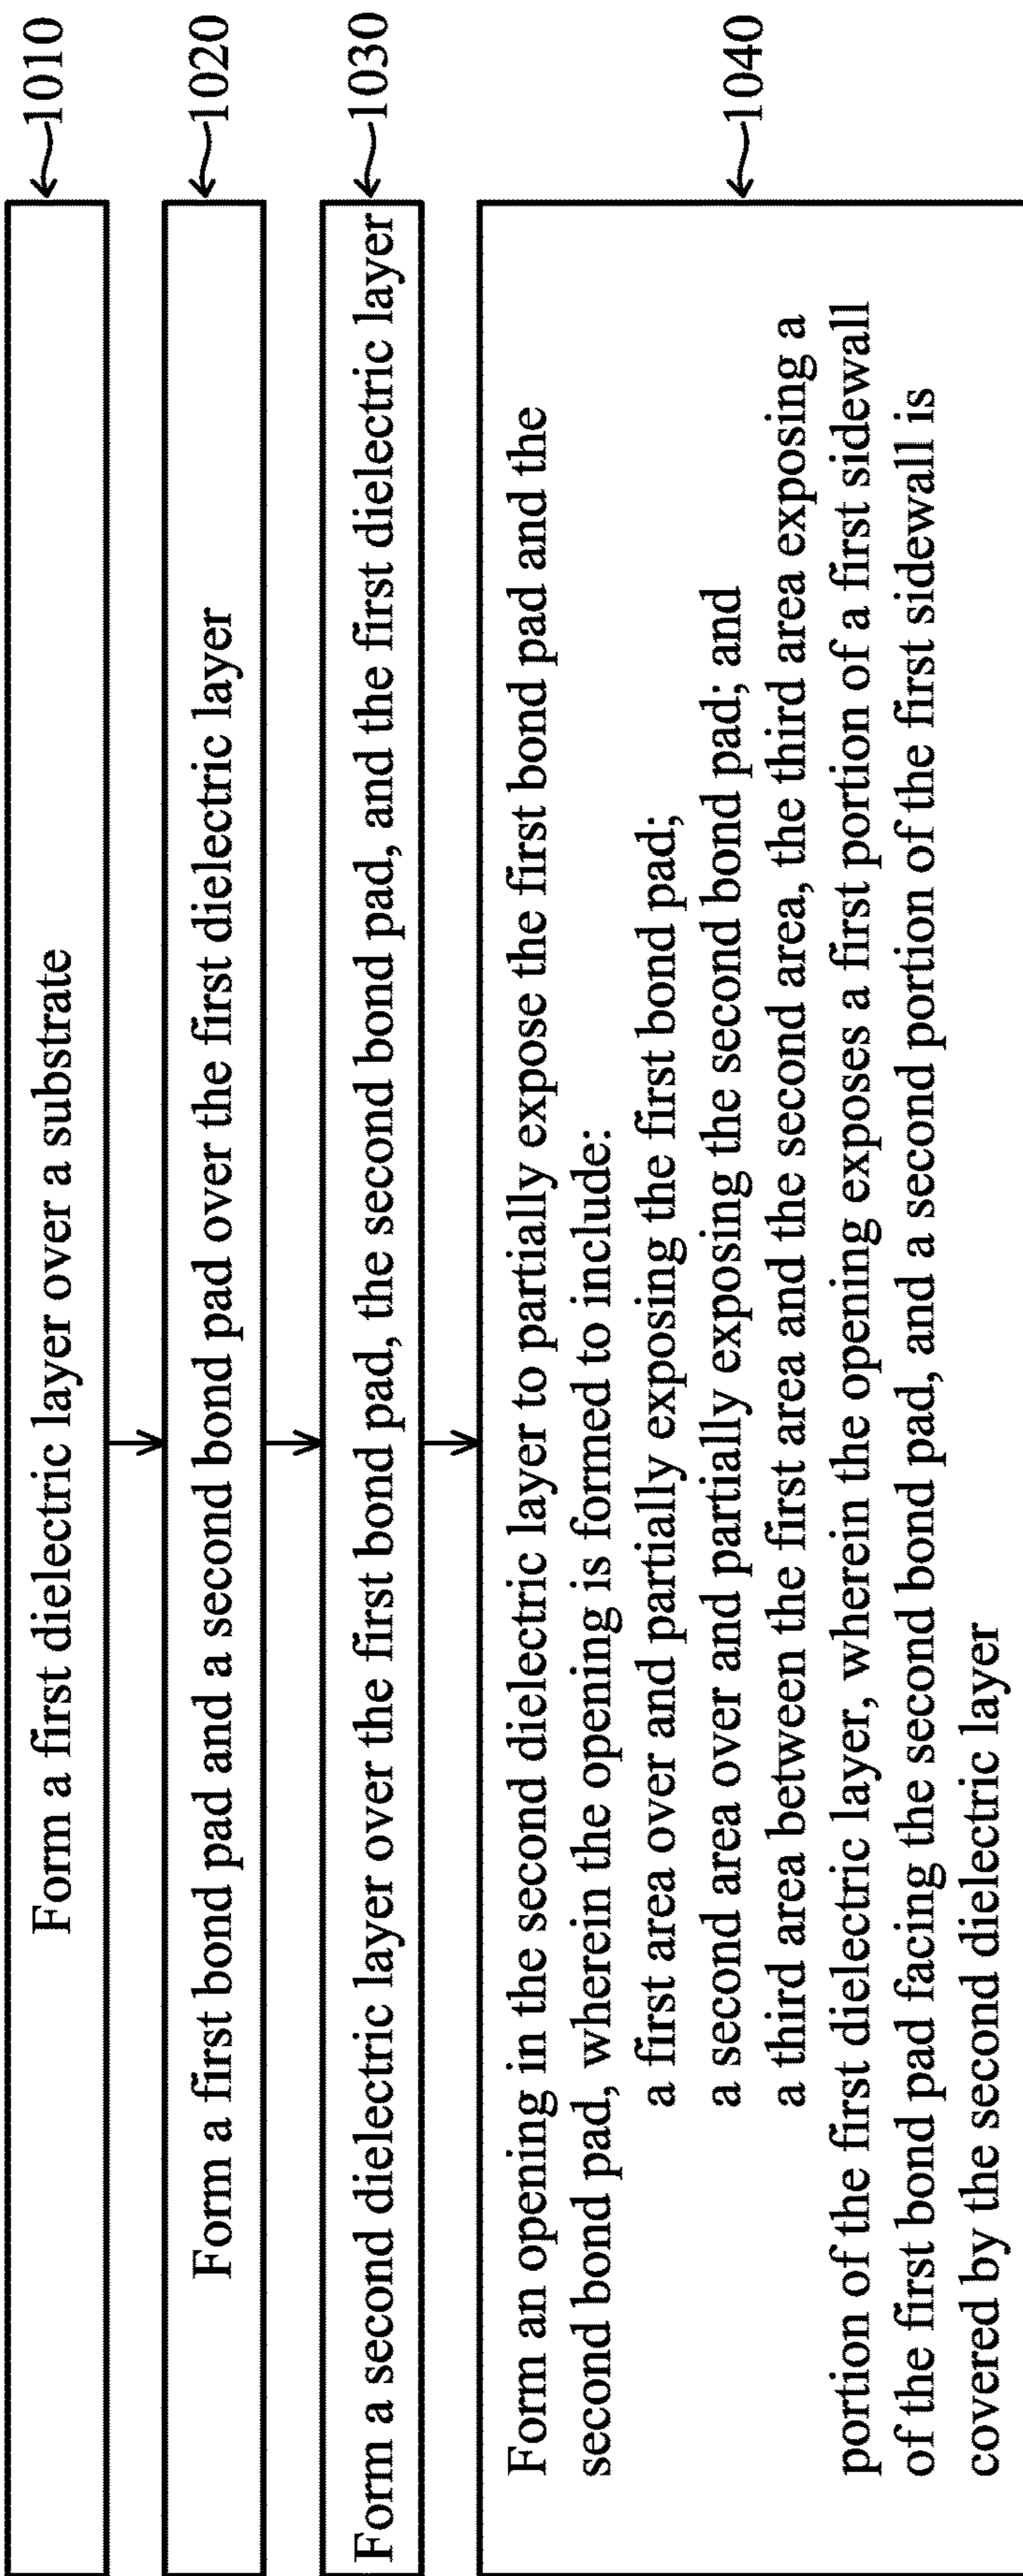 Form a first dielectric layer over a substrate
1010
Form a first bond pad and a second bond pad over the first dielectric layer
1020
Form a second dielectric layer over the first bond pad, the second bond pad, and the first dielectric layer
1030
Form an opening in the second dielectric layer to partially expose the first bond pad and the
second bond pad, wherein the opening is formed to include:
a first area over and partially exposing the first bond pad;
a second area over and partially exposing the second bond pad; and
a third area between the first area and the second area, the third area exposing a
portion of the first dielectric layer, wherein the opening exposes a first portion of a first sidewall
of the first bond pad facing the second bond pad, and a second portion of the first sidewall is
covered by the second dielectric layer
1040